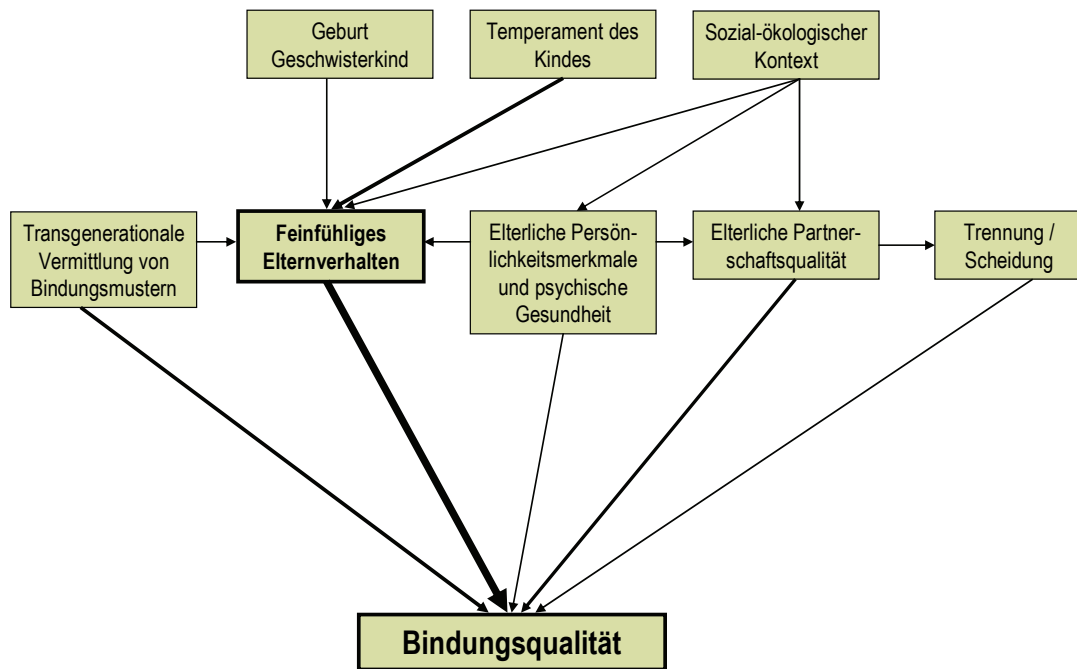 Geburt
Geschwisterkind
Temperament des
Kindes
Sozial-ökologischer
Kontext
Transgenerationale
Vermittlung von
Bindungsmustern
Feinfühliges
Elternverhalten
Elterliche Persön-
lichkeitsmerkmale
und psychische
Gesundheit
Elterliche Partner-
schaftsqualität
Trennung /
Scheidung
Bindungsqualität